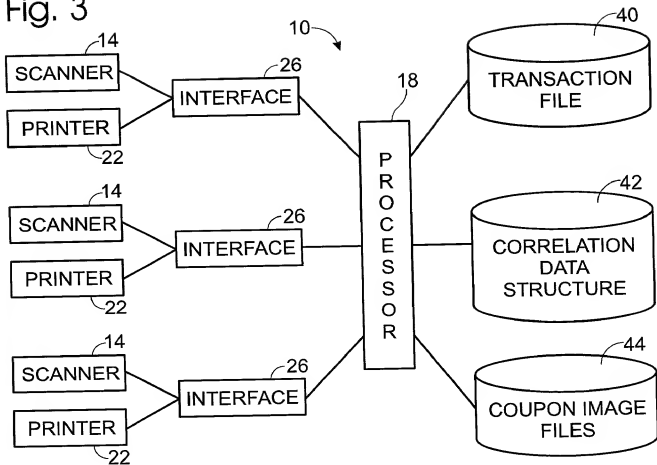 Fig. 3
14
SCANNER
PRINTER
22
26
INTERFACE
14
SCANNER
PRINTER
22
26
INTERFACE
14
SCANNER
PRINTER
22
26
INTERFACE
10
18
PROCESSOR
40
TRANSACTION
FILE
42
CORRELATION
DATA
STRUCTURE
44
COUPON IMAGE
FILES